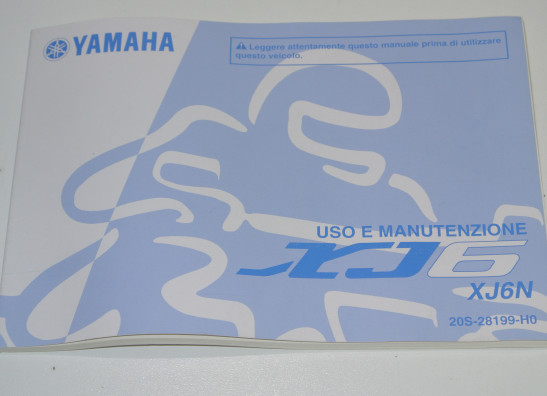 YAMAHA
⚠ Leggere attentamente questo manuale prima di utilizzare
questo veicolo.
USO E MANUTENZIONE
XJ6
XJ6N
20S-28199-H0